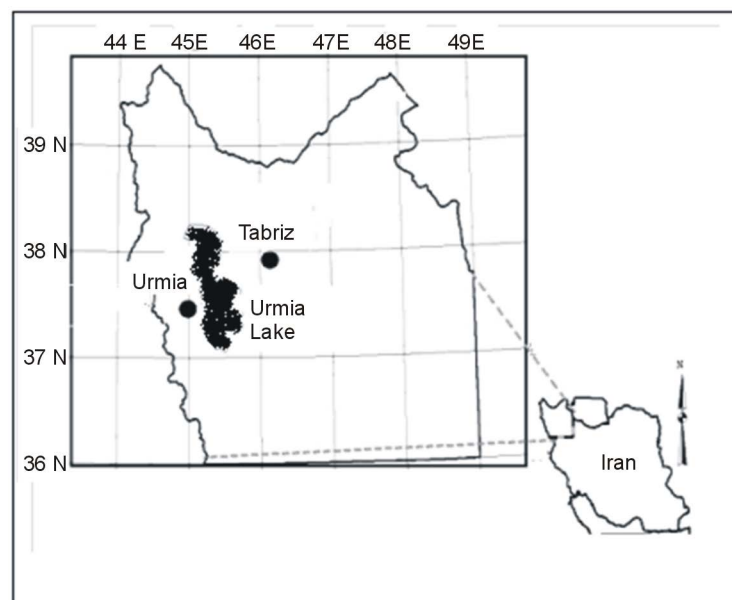 44 E 45E 46E 47E 48E 49E
39 N
38 N
Tabriz
Urmia
Urmia
Lake
37 N
36 N
N
Iran